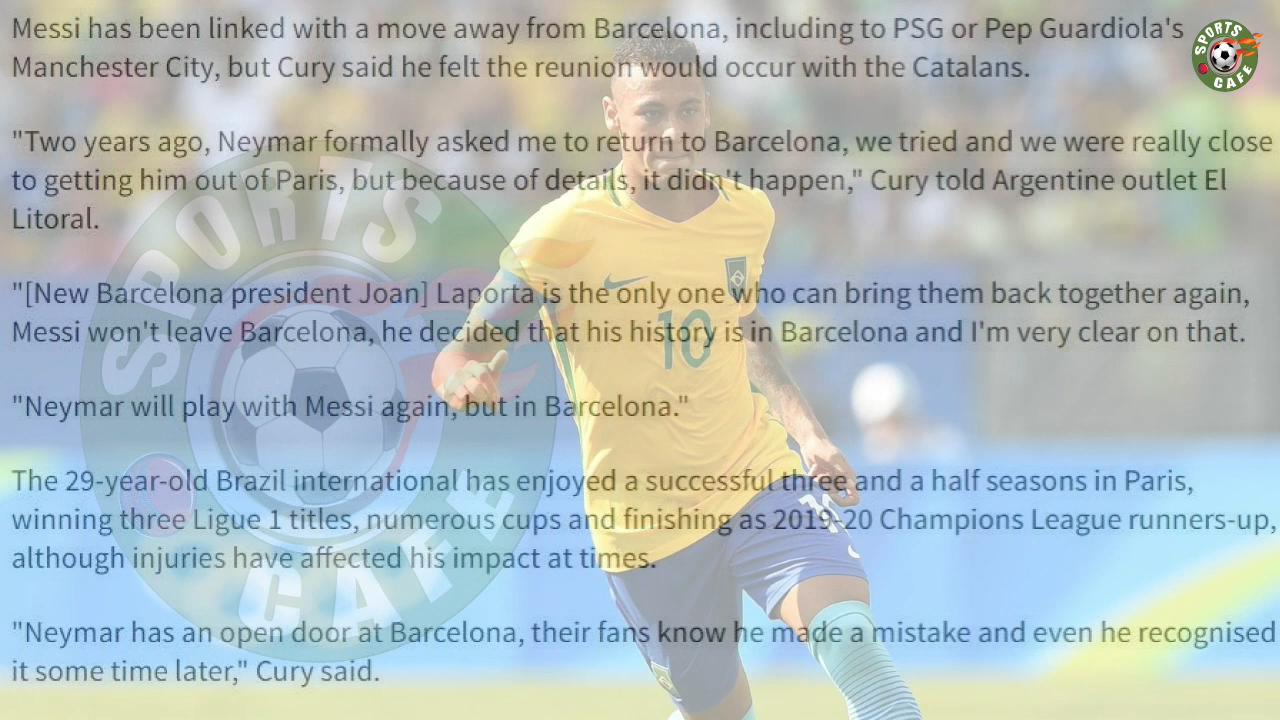 Messi has been linked with a move away from Barcelona, including to PSG or Pep Guardiola's
Manchester City, but Cury said he felt the reunion would occur with the Catalans.
"Two years ago, Neymar formally asked me to return to Barcelona, we tried and we were really close
to getting him out of Paris, but because of details, it didn't happen," Cury told Argentine outlet El
Litoral.
"[New Barcelona president Joan] Laporta is the only one who can bring them back together again,
Messi won't leave Barcelona, he decided that his history is in Barcelona and I'm very clear on that.
"Neymar will play with Messi again, but in Barcelona."
The 29-year-old Brazil international has enjoyed a successful three and a half seasons in Paris,
winning three Ligue 1 titles, numerous cups and finishing as 2019-20 Champions League runners-up,
although injuries have affected his impact at times.
"Neymar has an open door at Barcelona, their fans know he made a mistake and even he recognised
it some time later," Cury said.
SPORTS
CAFE
SPORTS
CAFE
10
10